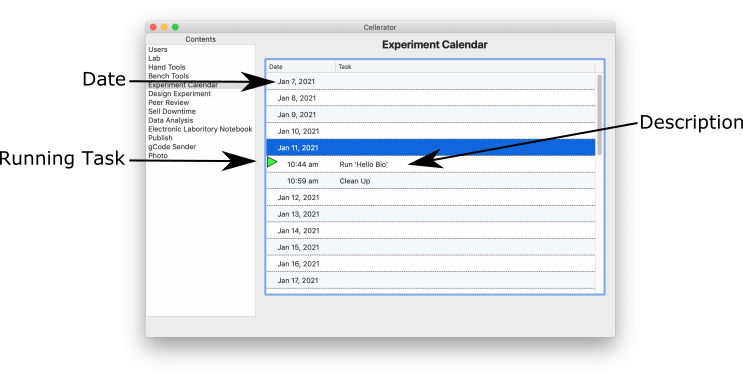 Cellerator
Contents
Users
Lab
Hand Tools
Bench Tools
Experiment Calendar
Design Experiment
Peer Review
Sell Downtime
Data Analysis
Electronic Laboritory Notebook
Publish
gCode Sender
Photo
Experiment Calendar
Date Task
Jan 7, 2021
Jan 8, 2021
Jan 9, 2021
Jan 10, 2021
Jan 11, 2021
10:44 am Run 'Hello Bio'
10:59 am Clean Up
Jan 12, 2021
Jan 13, 2021
Jan 14, 2021
Jan 15, 2021
Jan 16, 2021
Jan 17, 2021
Date
Running Task
Description